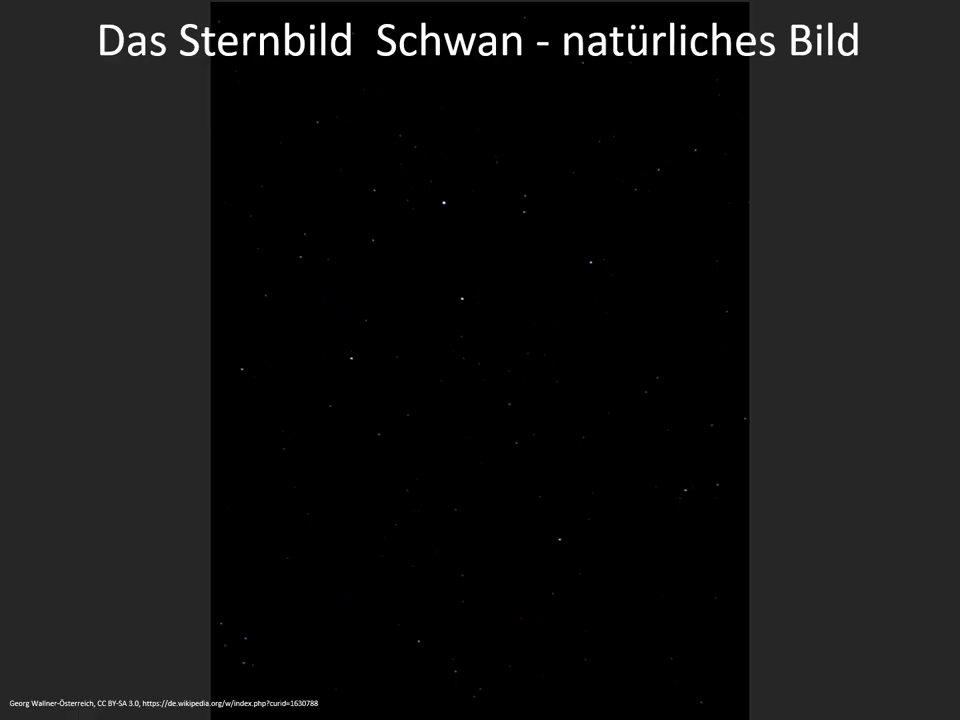 Das Sternbild  Schwan - natürliches Bild
Georg Wallner-Österreich, CC BY-SA 3.0, https://de.wikipedia.org/w/index.php?curid=1630788